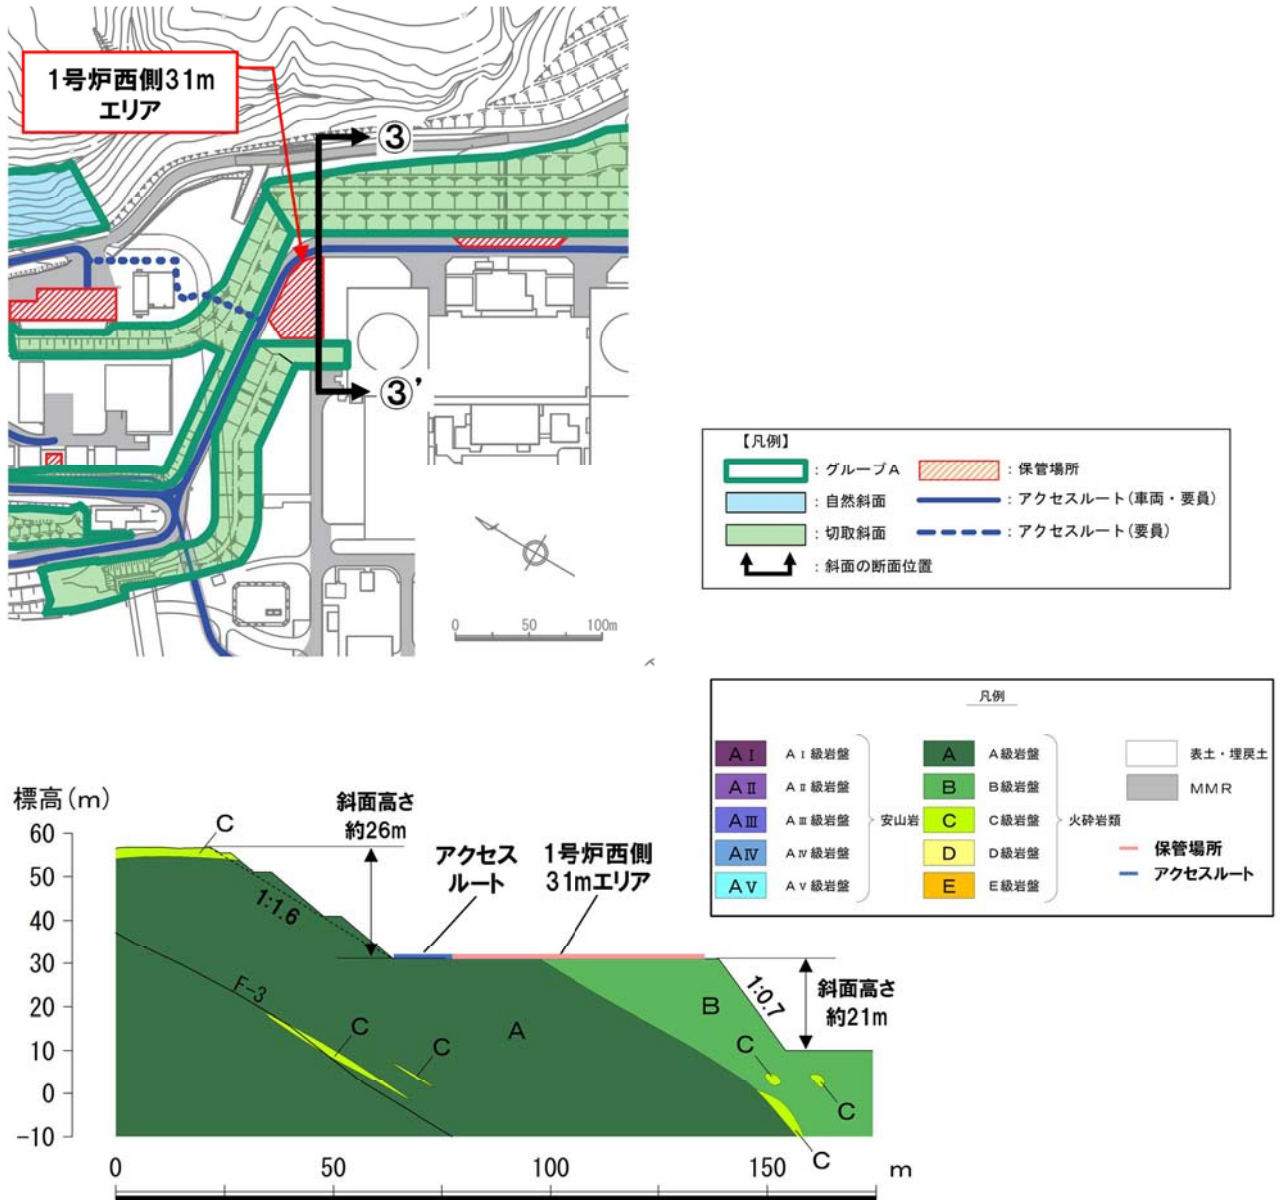 1号炉西側31m
エリア
③
③'
0 50 100m
【凡例】
: グループA
: 保管場所
: 自然斜面
: アクセスルート(車両・要員)
: 切取斜面
: アクセスルート(要員)
: 斜面の断面位置
凡例
AⅠ AⅠ級岩盤
AⅡ AⅡ級岩盤
AⅢ AⅢ級岩盤
AⅣ AⅣ級岩盤
AⅤ AⅤ級岩盤
安山岩
A A級岩盤
B B級岩盤
C C級岩盤
D D級岩盤
E E級岩盤
火砕岩類
表土・埋戻土
MMR
保管場所
アクセスルート
標高(m)
60
50
40
30
20
10
0
-10
C
1:1.6
斜面高さ
約26m
アクセス
ルート
1号炉西側
31mエリア
F-3
C
C
A
B
1:0.7
斜面高さ
約21m
C
C
C
0 50 100 150 m